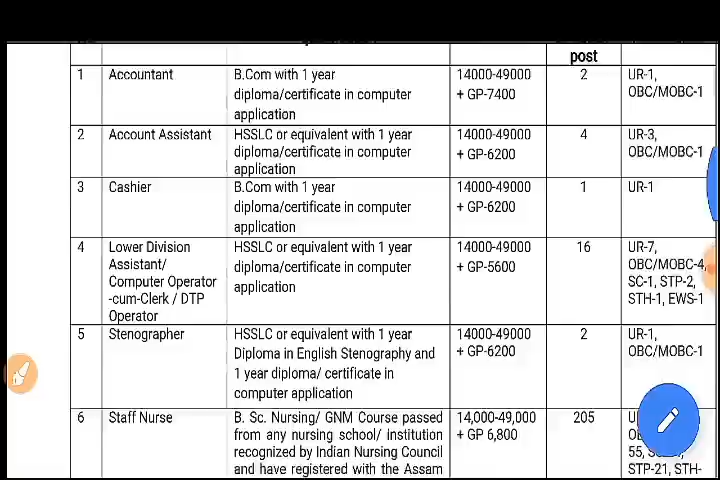 post
1 Accountant B.Com with 1 year 14000-49000 2 UR-1,
diploma/certificate in computer + GP-7400 OBC/MOBC-1
application
2 Account Assistant HSSLC or equivalent with 1 year 14000-49000 4 UR-3,
diploma/certificate in computer + GP-6200 OBC/MOBC-1
application
3 Cashier B.Com with 1 year 14000-49000 1 UR-1
diploma/certificate in computer + GP-6200
application
4 Lower Division HSSLC or equivalent with 1 year 14000-49000 16 UR-7,
Assistant/ diploma/certificate in computer + GP-5600 OBC/MOBC-4,
Computer Operator application SC-1, STP-2,
-cum-Clerk / DTP STH-1, EWS-1
Operator
5 Stenographer HSSLC or equivalent with 1 year 14000-49000 2 UR-1,
Diploma in English Stenography and + GP-6200 OBC/MOBC-1
1 year diploma/ certificate in
computer application
6 Staff Nurse B. Sc. Nursing/ GNM Course passed 14,000-49,000 205
from any nursing school/ institution + GP 6,800
recognized by Indian Nursing Council 55,
and have registered with the Assam STP-21, STH-